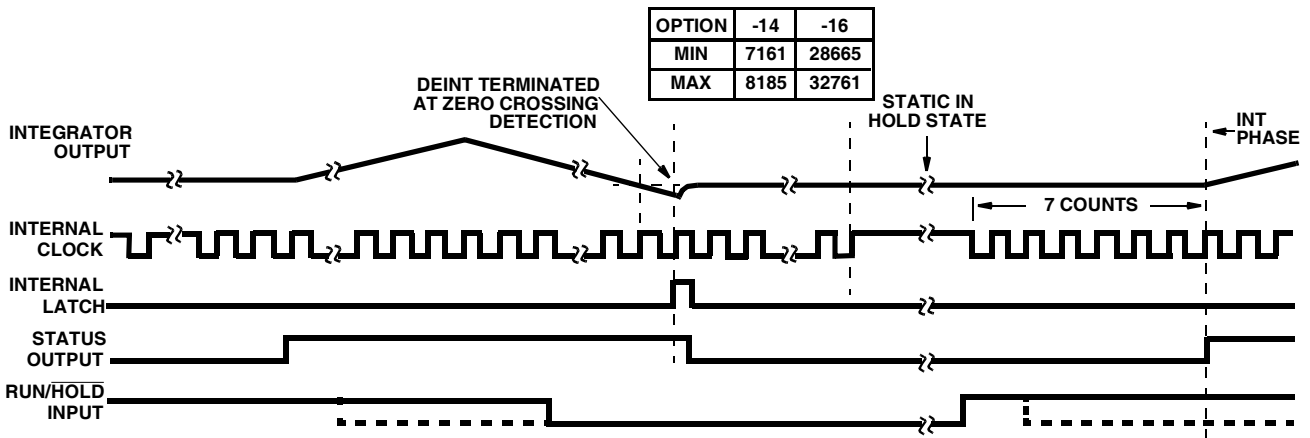 OPTION -14 -16
MIN 7161 28665
MAX 8185 32761
DEINT TERMINATED
AT ZERO CROSSING
DETECTION
STATIC IN
HOLD STATE
INT
PHASE
INTEGRATOR
OUTPUT
7 COUNTS
INTERNAL
CLOCK
INTERNAL
LATCH
STATUS
OUTPUT
RUN/HOLD
INPUT